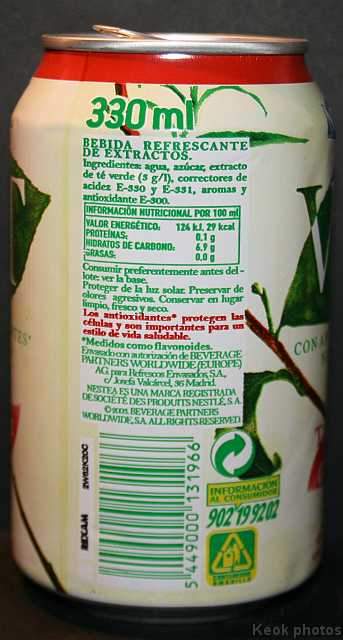 330 ml
BEBIDA REFRESCANTE
DE EXTRACTOS.
Ingredientes: agua, azúcar, extracto
de té verde (3 g/l), correctores de
acidez E-330 y E-331, aromas y
antioxidante E-300.
INFORMACIÓN NUTRICIONAL POR 100 ml
VALOR ENERGÉTICO: 124 kJ, 29 kcal
PROTEÍNAS: 0,1 g
HIDRATOS DE CARBONO: 6,9 g
GRASAS: 0,0 g
Consumir preferentemente antes del -
lote: ver la base.
Proteger de la luz solar. Preservar de
olores agresivos. Conservar en lugar
limpio, fresco y seco.
Los antioxidantes* protegen las
células y son importantes para un
estilo de vida saludable.
*Medidos como flavonoides.
Envasado con autorización de BEVERAGE
PARTNERS WORLDWIDE (EUROPE)
AG. para Refrescos Envasados, S.A.,
c/ Josefa Valcárcel, 36 Madrid.
NESTEA ES UNA MARCA REGISTRADA
DE SOCIÉTÉ DES PRODUITS NESTLÉ, S.A.
WORLDWIDE, S.A. ALL RIGHTS RESERVED
CON A
REXAM
5 449000 131966
INFORMACION
AL CONSUMIDOR
902 19 92 02
AMARILLO
Keok photos